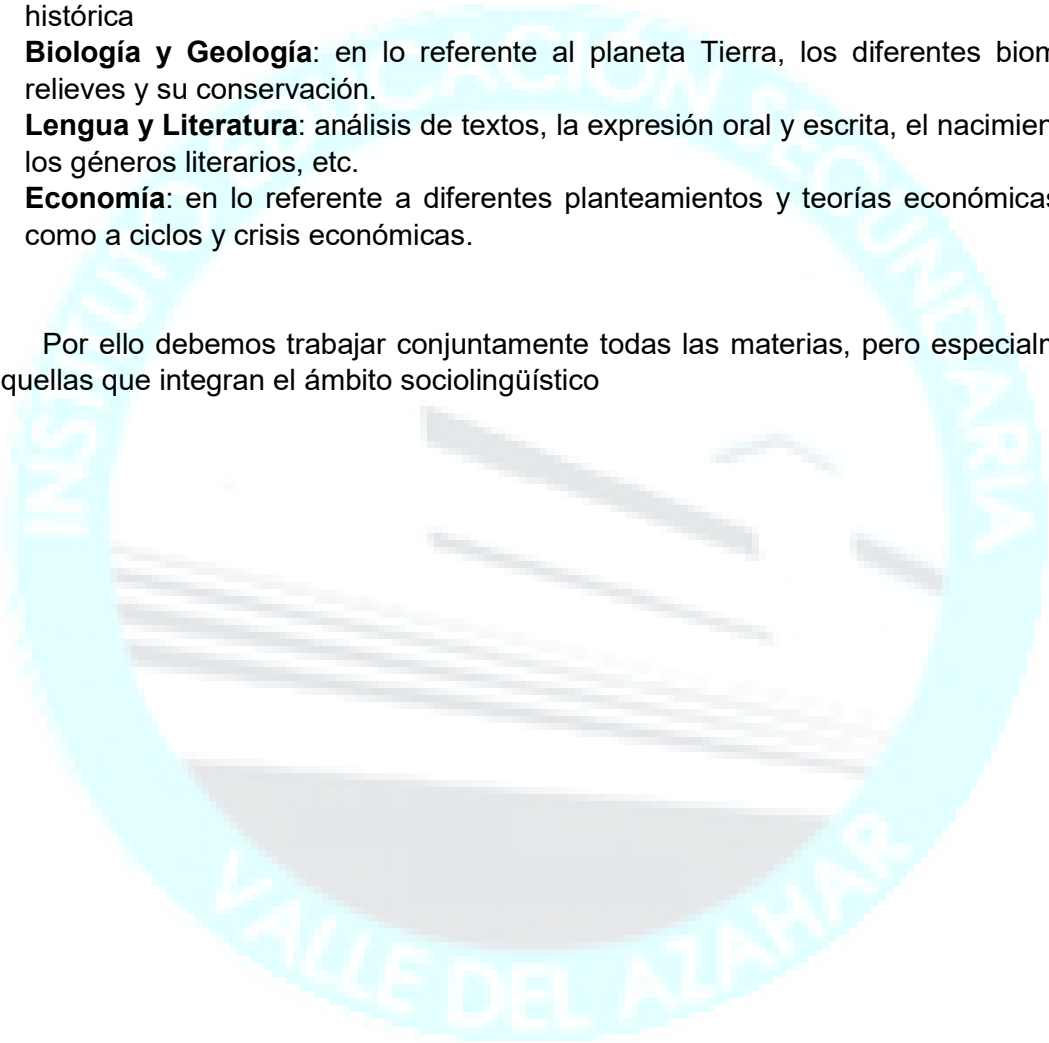 histórica
Biología y Geología: en lo referente al planeta Tierra, los diferentes biom
relieves y su conservación.
Lengua y Literatura: análisis de textos, la expresión oral y escrita, el nacimien
los géneros literarios, etc.
Economía: en lo referente a diferentes planteamientos y teorías económicas
como a ciclos y crisis económicas.
Por ello debemos trabajar conjuntamente todas las materias, pero especialm
quellas que integran el ámbito sociolingüístico
INSTITUTO EDUCACIÓN SECUNDARIA
VALLE DEL AZAHAR